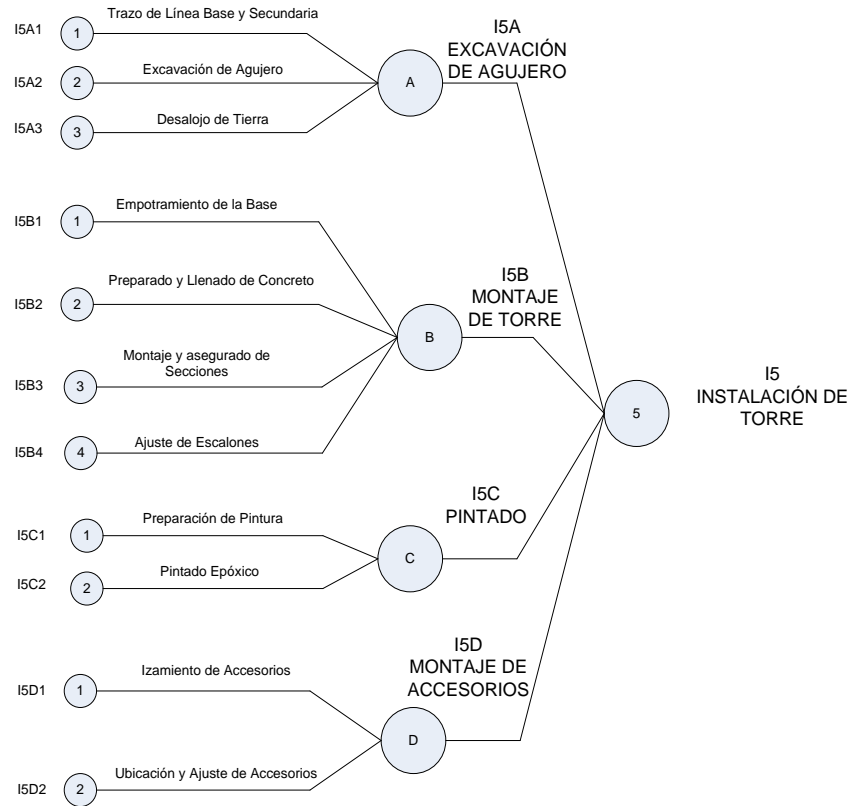 Trazo de Línea Base y Secundaria
I5A1
1
I5A
EXCAVACIÓN
DE AGUJERO
I5A2
2
Excavación de Agujero
A
I5A3
3
Desalojo de Tierra
I5B1
1
Empotramiento de la Base
I5B2
2
Preparado y Llenado de Concreto
I5B
MONTAJE
DE TORRE
B
I5B3
3
Montaje y asegurado de
Secciones
I5B4
4
Ajuste de Escalones
5
I5
INSTALACIÓN DE
TORRE
I5C1
1
Preparación de Pintura
I5C
PINTADO
C
I5C2
2
Pintado Epóxico
I5D1
1
Izamiento de Accesorios
I5D
MONTAJE DE
ACCESORIOS
D
I5D2
2
Ubicación y Ajuste de Accesorios